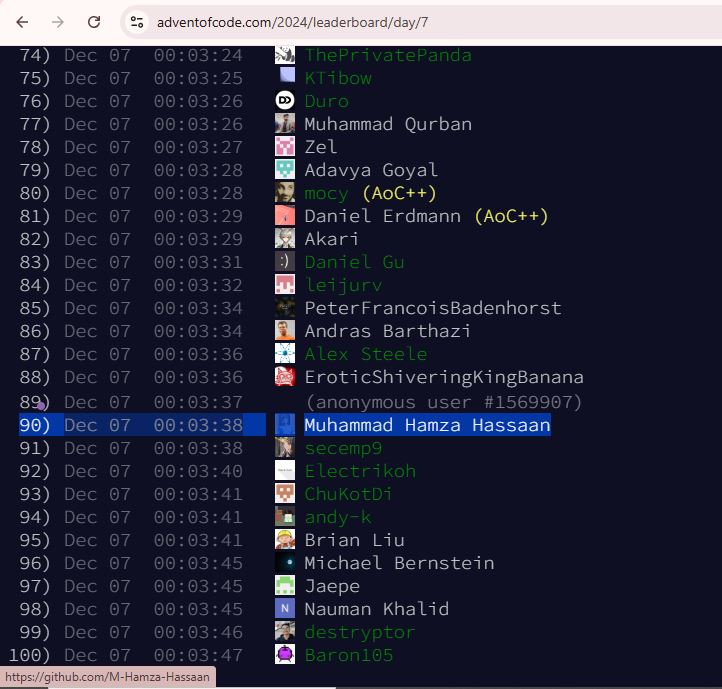 adventofcode.com/2024/leaderboard/day/7
74) Dec 07 00:03:24 ThePrivatePanda
75) Dec 07 00:03:25 KTibow
76) Dec 07 00:03:26 Duro
77) Dec 07 00:03:26 Muhammad Qurban
78) Dec 07 00:03:27 Zel
79) Dec 07 00:03:28 Adavya Goyal
80) Dec 07 00:03:28 mocy (AoC++)
81) Dec 07 00:03:29 Daniel Erdmann (AoC++)
82) Dec 07 00:03:29 Akari
83) Dec 07 00:03:31 :) Daniel Gu
84) Dec 07 00:03:32 leijurv
85) Dec 07 00:03:34 PeterFrancoisBadenhorst
86) Dec 07 00:03:34 Andras Barthazi
87) Dec 07 00:03:36 Alex Steele
88) Dec 07 00:03:36 EroticShiveringKingBanana
89) Dec 07 00:03:37 (anonymous user #1569907)
90) Dec 07 00:03:38 Muhammad Hamza Hassaan
91) Dec 07 00:03:38 secemp9
92) Dec 07 00:03:40 Electrikoh
93) Dec 07 00:03:41 ChuKotDi
94) Dec 07 00:03:41 andy-k
95) Dec 07 00:03:41 Brian Liu
96) Dec 07 00:03:45 Michael Bernstein
97) Dec 07 00:03:45 Jaepe
98) Dec 07 00:03:45 N Nauman Khalid
99) Dec 07 00:03:46 destryptor
100) Dec 07 00:03:47 Baron105
https://github.com/M-Hamza-Hassaan